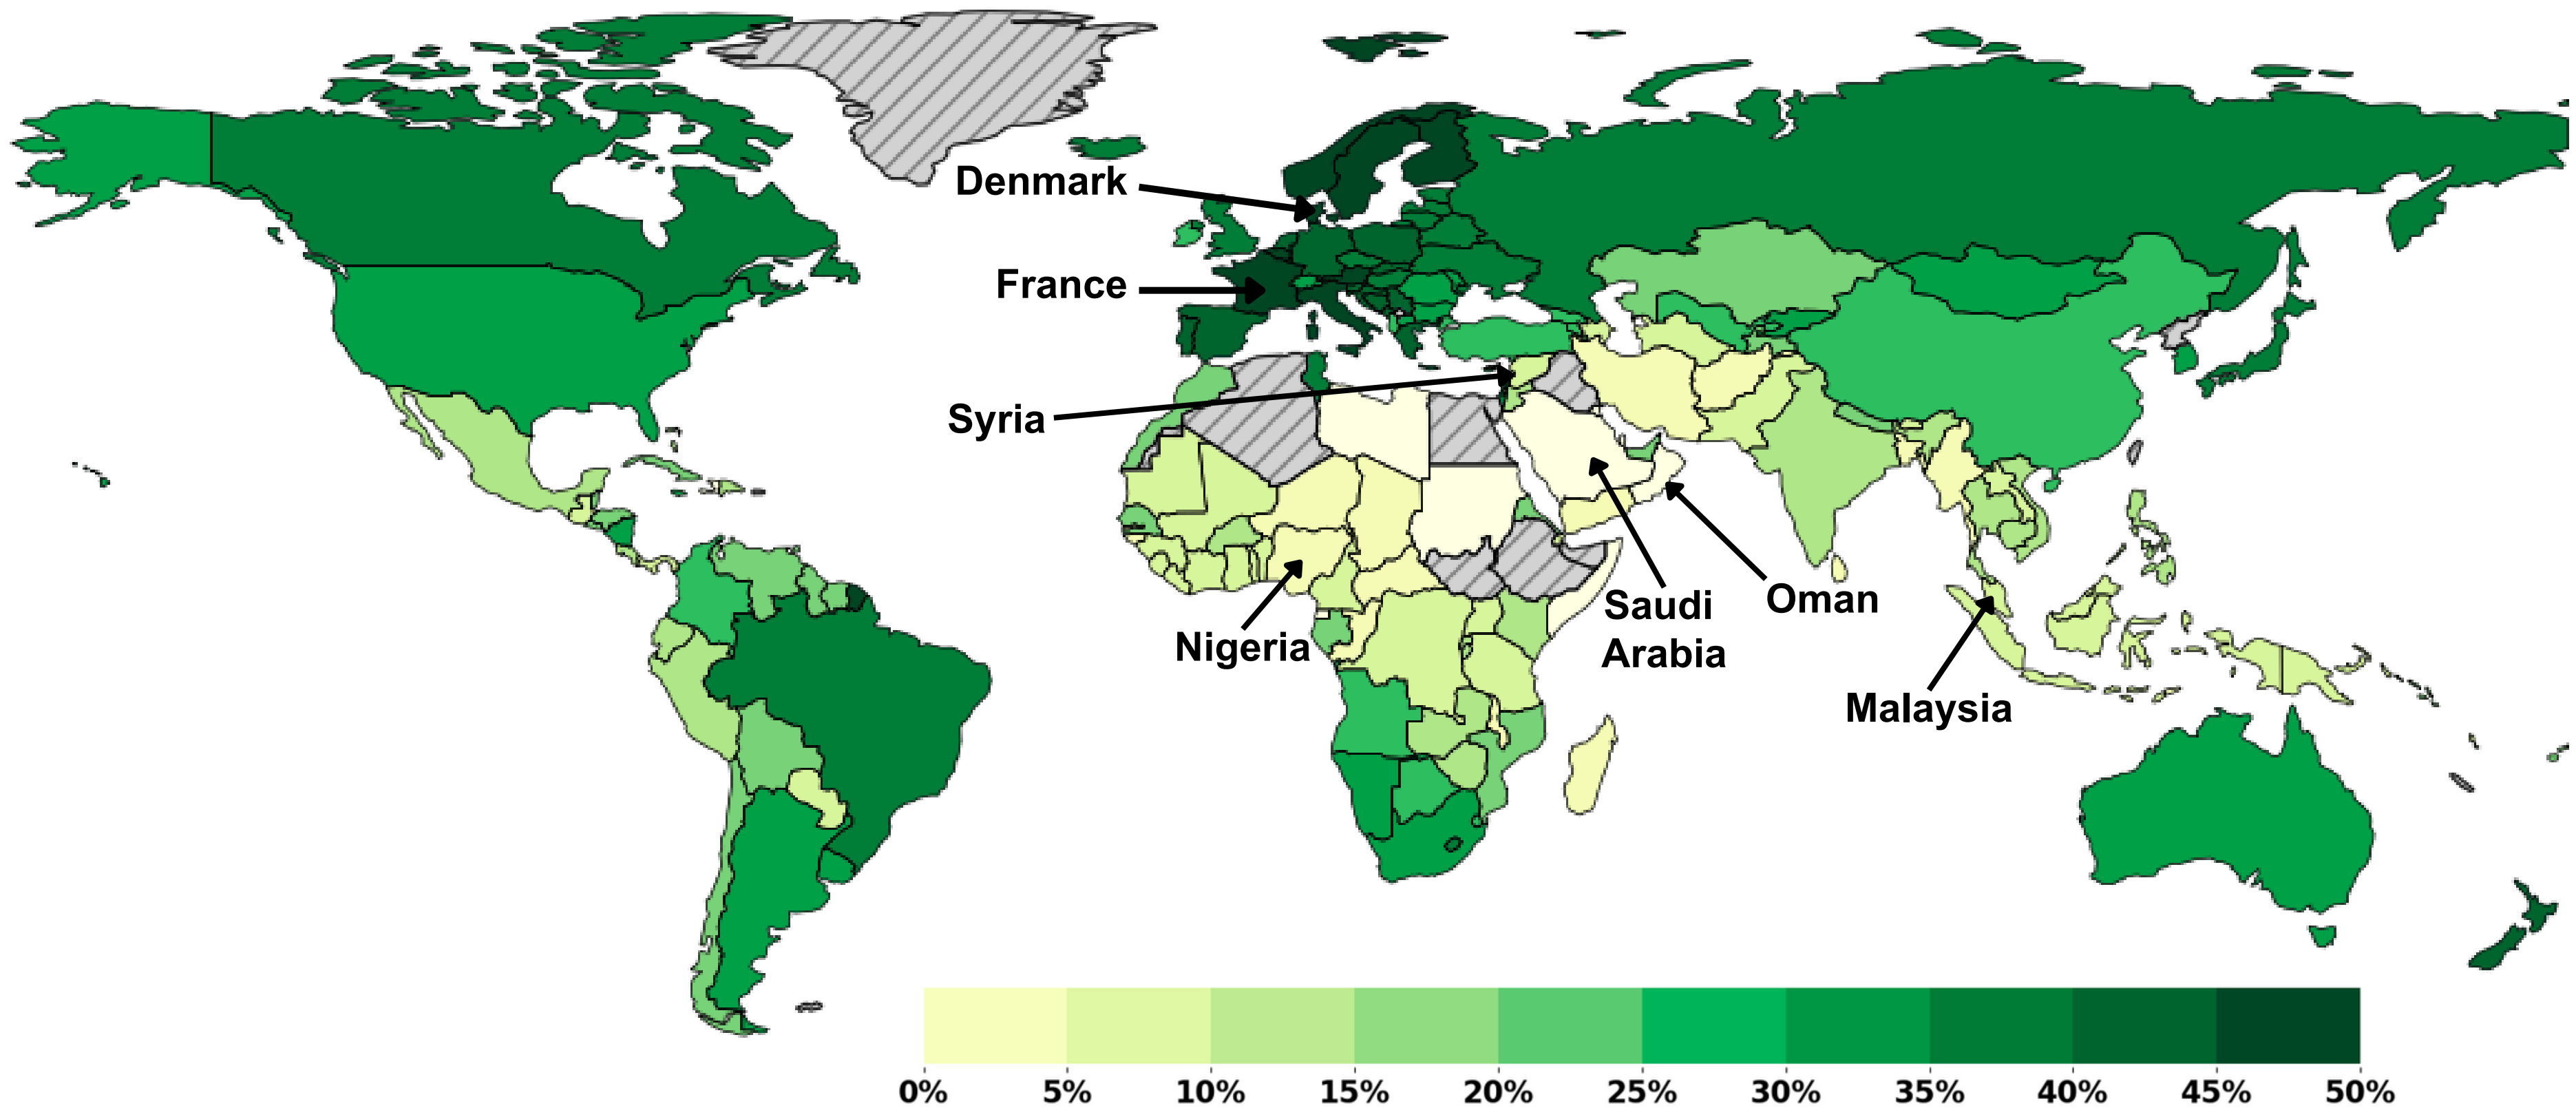 Denmark
France
Syria
Nigeria
Saudi
Arabia
Oman
Malaysia
0% 5% 10% 15% 20% 25% 30% 35% 40% 45% 50%